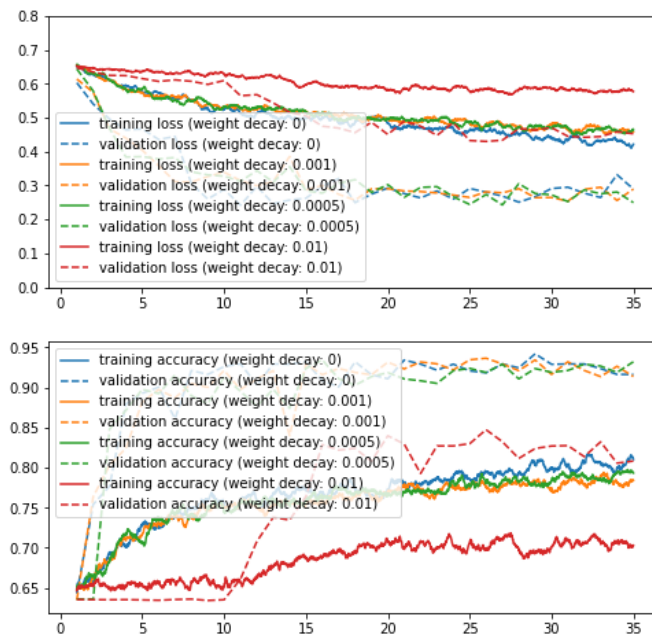 0.8
0.7
0.6
0.5
0.4
0.3
0.2
0.1
0.0
training loss (weight decay: 0)
validation loss (weight decay: 0)
training loss (weight decay: 0.001)
validation loss (weight decay: 0.001)
training loss (weight decay: 0.0005)
validation loss (weight decay: 0.0005)
training loss (weight decay: 0.01)
validation loss (weight decay: 0.01)
0 5 10 15 20 25 30 35
0.95
0.90
0.85
0.80
0.75
0.70
0.65
training accuracy (weight decay: 0)
validation accuracy (weight decay: 0)
training accuracy (weight decay: 0.001)
validation accuracy (weight decay: 0.001)
training accuracy (weight decay: 0.0005)
validation accuracy (weight decay: 0.0005)
training accuracy (weight decay: 0.01)
validation accuracy (weight decay: 0.01)
0 5 10 15 20 25 30 35